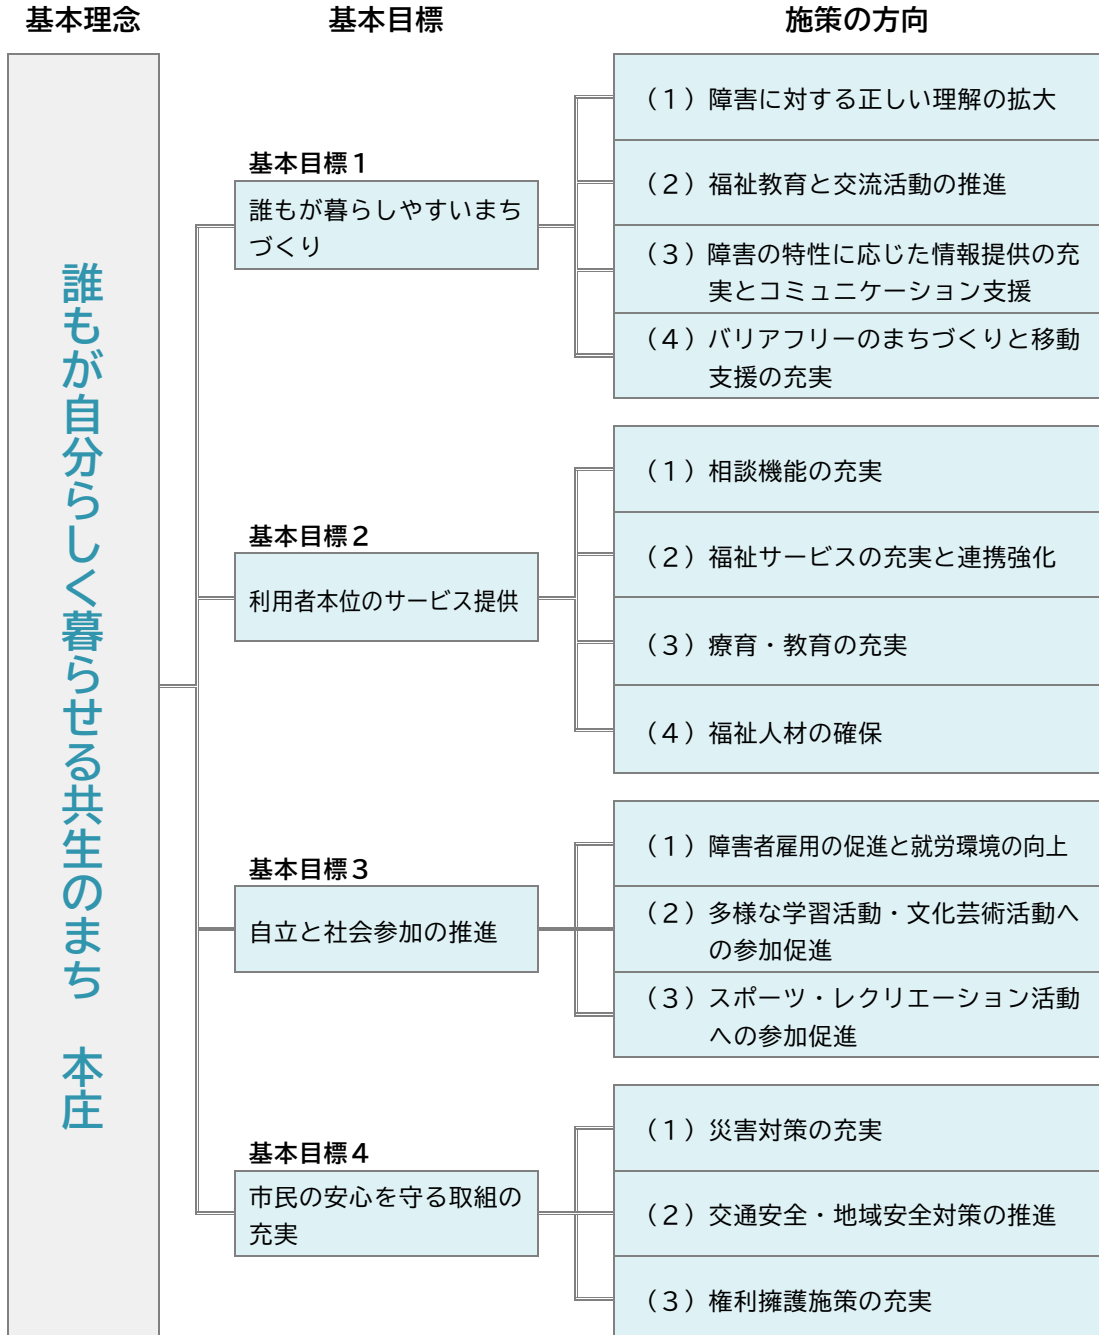 基本理念
基本目標
施策の方向
誰もが自分らしく暮らせる共生のまち　本庄
基本目標１
誰もが暮らしやすいまち
づくり
（１）障害に対する正しい理解の拡大
（２）福祉教育と交流活動の推進
（３）障害の特性に応じた情報提供の充
実とコミュニケーション支援
（４）バリアフリーのまちづくりと移動
支援の充実
基本目標２
利用者本位のサービス提供
（１）相談機能の充実
（２）福祉サービスの充実と連携強化
（３）療育・教育の充実
（４）福祉人材の確保
基本目標３
自立と社会参加の推進
（１）障害者雇用の促進と就労環境の向上
（２）多様な学習活動・文化芸術活動へ
の参加促進
（３）スポーツ・レクリエーション活動
への参加促進
基本目標４
市民の安心を守る取組の
充実
（１）災害対策の充実
（２）交通安全・地域安全対策の推進
（３）権利擁護施策の充実